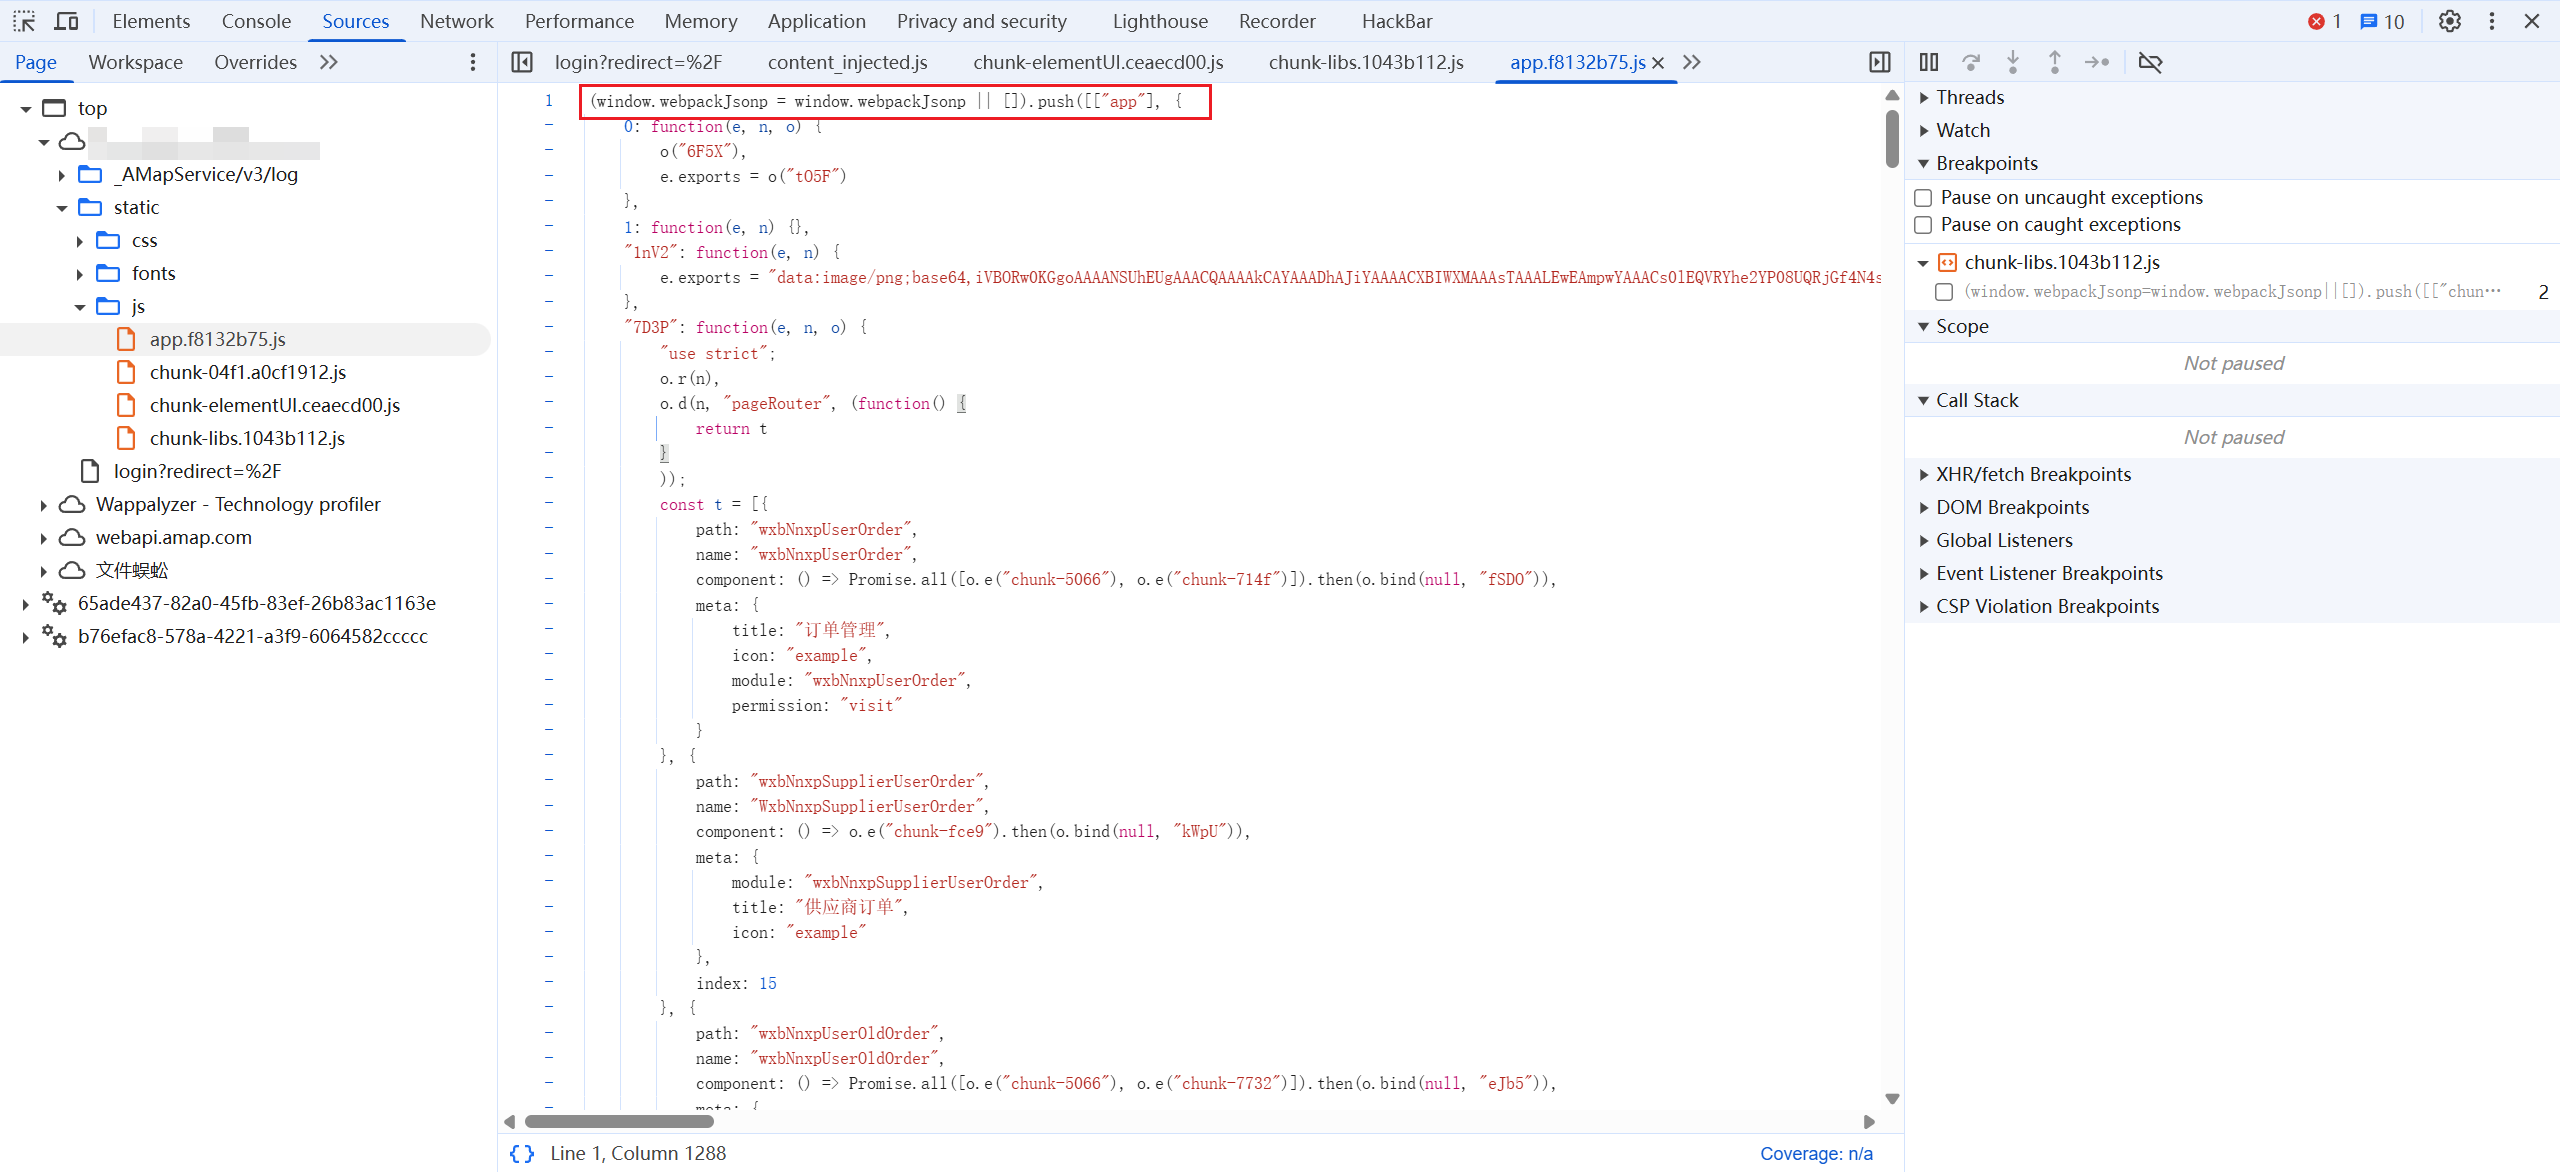 Elements Console Sources Network Performance Memory Application Privacy and security Lighthouse Recorder HackBar 1 10
Page Workspace Overrides
login?redirect=%2F content_injected.js chunk-elementUI.ceaecd00.js chunk-libs.1043b112.js app.f8132b75.js
top
_AMapService/v3/log
static
css
fonts
js
app.f8132b75.js
chunk-04f1.a0cf1912.js
chunk-elementUI.ceaecd00.js
chunk-libs.1043b112.js
login?redirect=%2F
Wappalyzer - Technology profiler
webapi.amap.com
文件蜈蚣
65ade437-82a0-45fb-83ef-26b83ac1163e
b76efac8-578a-4221-a3f9-6064582ccccc
1 (window.webpackJsonp = window.webpackJsonp || []).push([["app"], {
- 0: function(e, n, o) {
- o("6F5X"),
- e.exports = o("tO5F")
- },
- 1: function(e, n) {},
- "1nV2": function(e, n) {
- e.exports = "data:image/png;base64,iVBORw0KGgoAAAANSUhEUgAAACQAAAAkCAYAAADhAJiYAAAACXBIWXMAAAsTAAALEwEAmpwYAAACs0lEQVRYhe2YP08UQRjGf4N4s
- },
- "7D3P": function(e, n, o) {
- "use strict";
- o.r(n),
- o.d(n, "pageRouter", (function() {
- return t
- }
- ));
- const t = [{
- path: "wxbNnxpUserOrder",
- name: "wxbNnxpUserOrder",
- component: () => Promise.all([o.e("chunk-5066"), o.e("chunk-714f")]).then(o.bind(null, "fSDO")),
- meta: {
- title: "订单管理",
- icon: "example",
- module: "wxbNnxpUserOrder",
- permission: "visit"
- }
- }, {
- path: "wxbNnxpSupplierUserOrder",
- name: "WxbNnxpSupplierUserOrder",
- component: () => o.e("chunk-fce9").then(o.bind(null, "kWpU")),
- meta: {
- module: "wxbNnxpSupplierUserOrder",
- title: "供应商订单",
- icon: "example"
- },
- index: 15
- }, {
- path: "wxbNnxpUserOldOrder",
- name: "wxbNnxpUserOldOrder",
- component: () => Promise.all([o.e("chunk-5066"), o.e("chunk-7732")]).then(o.bind(null, "eJb5")),
- meta: {
{} Line 1, Column 1288 Coverage: n/a
Threads
Watch
Breakpoints
Pause on uncaught exceptions
Pause on caught exceptions
chunk-libs.1043b112.js
(window.webpackJsonp=window.webpackJsonp||[]).push([["chun… 2
Scope
Not paused
Call Stack
Not paused
XHR/fetch Breakpoints
DOM Breakpoints
Global Listeners
Event Listener Breakpoints
CSP Violation Breakpoints